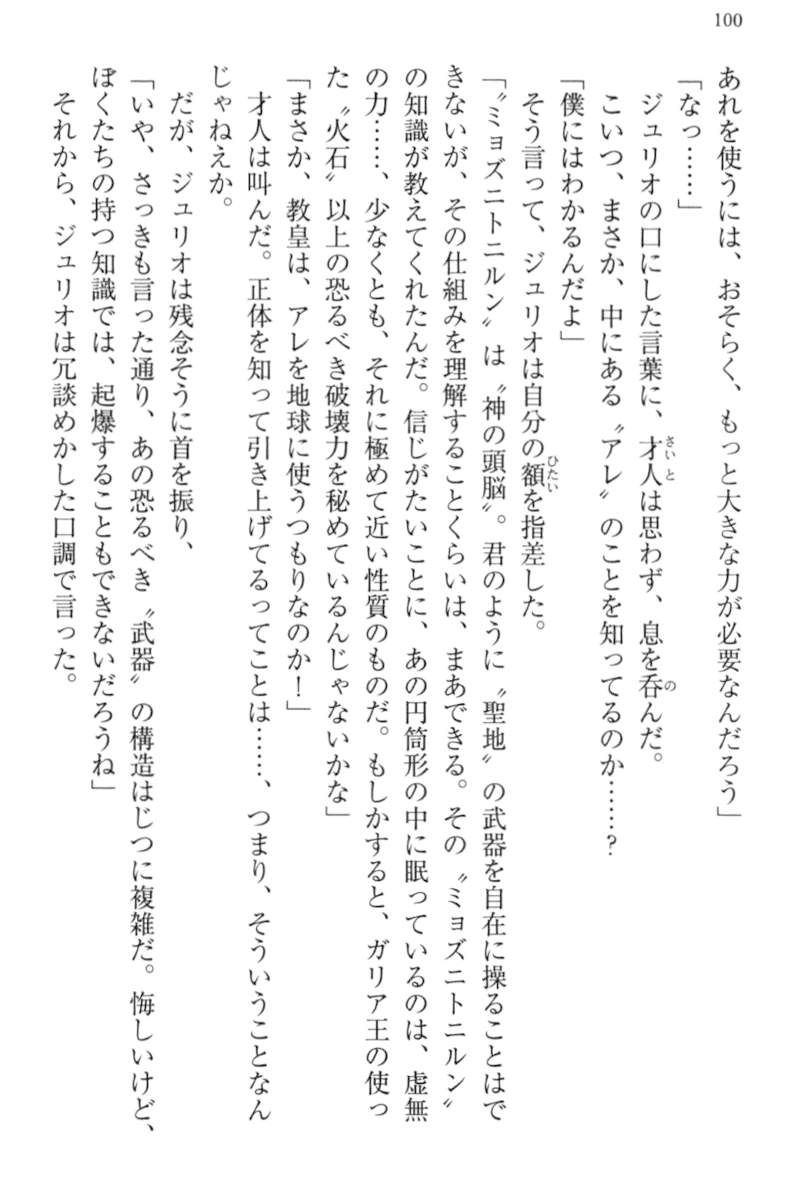 100
あれを使うには、おそらく、もっと大きな力が必要なんだろう」
「なっ……」
ジュリオの口にした言葉に、才人は思わず、息を呑んだ。
こいつ、まさか、中にある〝アレ〟のことを知ってるのか……?
「僕にはわかるんだよ」
そう言って、ジュリオは自分の額を指差した。
「〝ミョズニトニルン〟は〝神の頭脳〟。君のように〝聖地〟の武器を自在に操ることはで
きないが、その仕組みを理解することくらいは、まあできる。その〝ミョズニトニルン〟
の知識が教えてくれたんだ。信じがたいことに、あの円筒形の中に眠っているのは、虚無
の力……、少なくとも、それに極めて近い性質のものだ。もしかすると、ガリア王の使っ
た〝火石〟以上の恐るべき破壊力を秘めているんじゃないかな」
「まさか、教皇は、アレを地球に使うつもりなのか!」
才人は叫んだ。正体を知って引き上げてるってことは……、つまり、そういうことなん
じゃねえか。
だが、ジュリオは残念そうに首を振り、
「いや、さっきも言った通り、あの恐るべき〝武器〟の構造はじつに複雑だ。悔しいけど、
ぼくたちの持つ知識では、起爆することもできないだろうね」
それから、ジュリオは冗談めかした口調で言った。